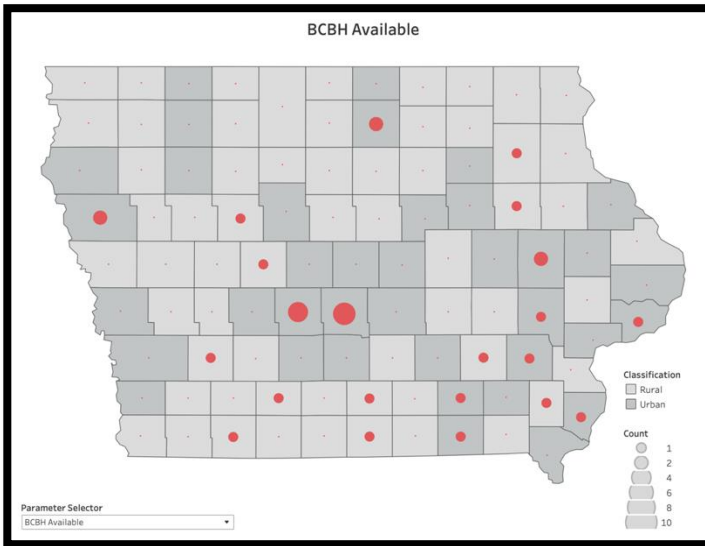 BCBH Available
Classification
Rural
Urban
Count
1
2
4
6
8
10
Parameter Selector
BCBH Available